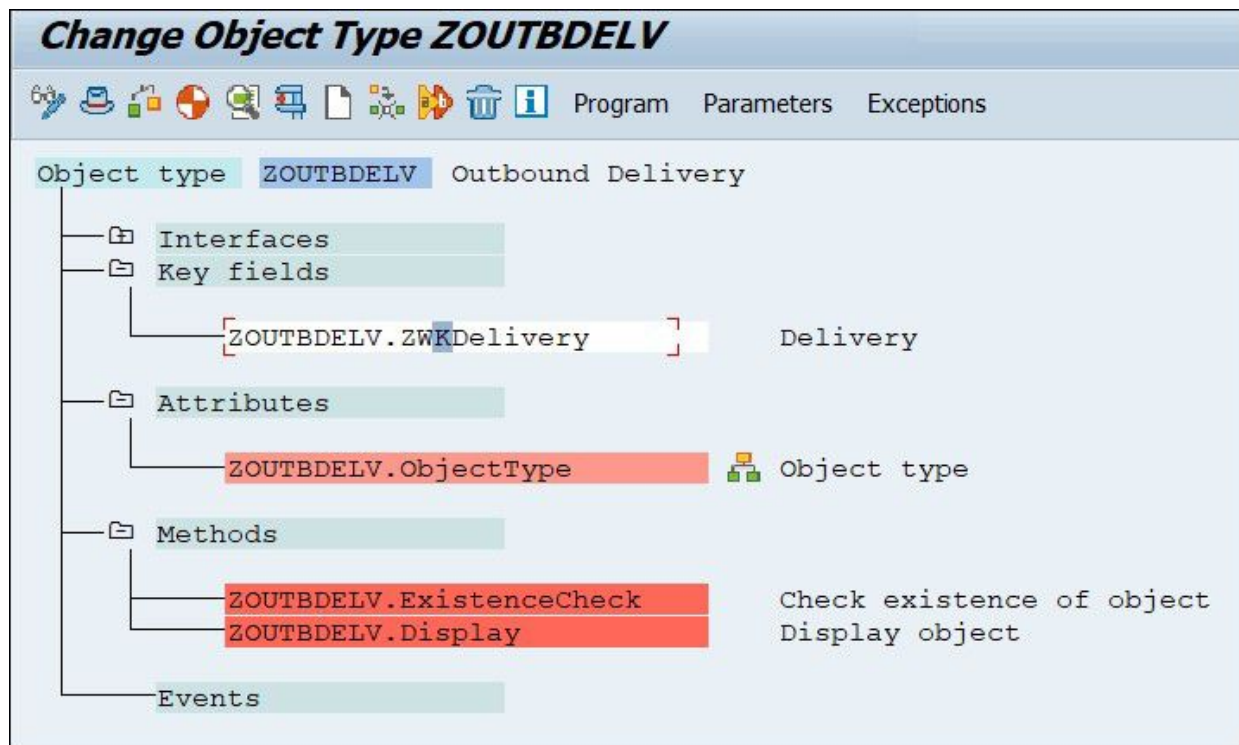 Change Object Type ZOUTBDELV
Program Parameters Exceptions
Object type ZOUTBDELV Outbound Delivery
Interfaces
Key fields
ZOUTBDELV.ZWKDelivery Delivery
Attributes
ZOUTBDELV.ObjectType Object type
Methods
ZOUTBDELV.ExistenceCheck Check existence of object
ZOUTBDELV.Display Display object
Events